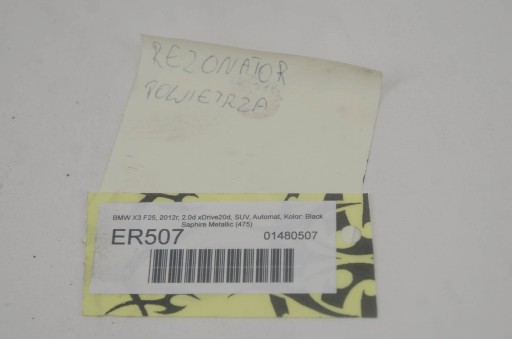 REZONATOR
POWIETRZA
BMW X3 F25, 2012r, 2.0d xDrive20d, SUV, Automat, Kolor: Black
Saphire Metallic (475)
ER507 01480507